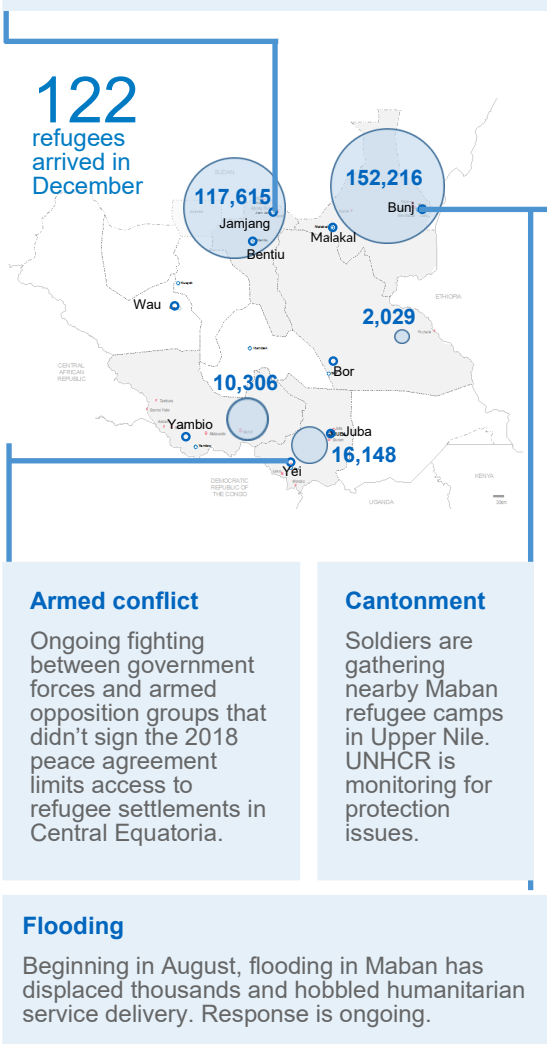 122
refugees
arrived in
December
SUDAN
117,615
Jamjang
Bentiu
152,216
Bunj
Malakal
ETHIOPIA
Wau
2,029
CENTRAL
AFRICAN
REPUBLIC
Bor
10,306
Yambio
Juba
16,148
Yei
DEMOCRATIC
REPUBLIC OF
THE CONGO
KENYA
UGANDA
Armed conflict
Ongoing fighting
between government
forces and armed
opposition groups that
didn’t sign the 2018
peace agreement
limits access to
refugee settlements in
Central Equatoria.
Cantonment
Soldiers are
gathering
nearby Maban
refugee camps
in Upper Nile.
UNHCR is
monitoring for
protection
issues.
Flooding
Beginning in August, flooding in Maban has
displaced thousands and hobbled humanitarian
service delivery. Response is ongoing.